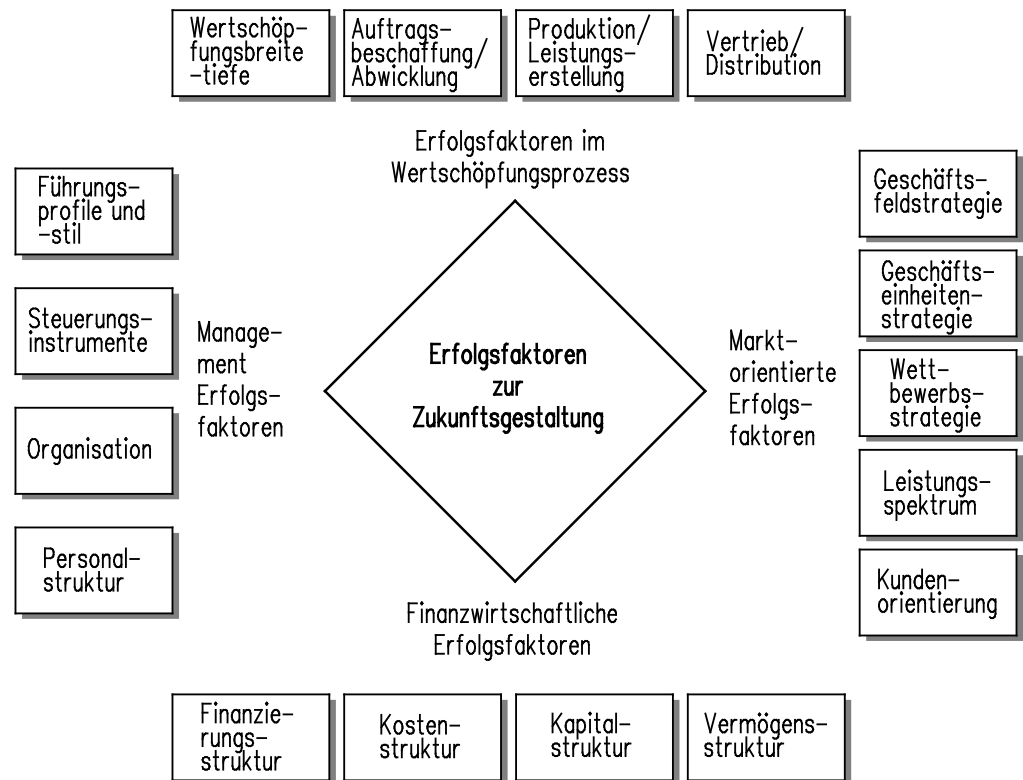 Wertschöp-
fungsbreite
-tiefe
Auftrags-
beschaffung/
Abwicklung
Produktion/
Leistungs-
erstellung
Vertrieb/
Distribution
Erfolgsfaktoren im
Wertschöpfungsprozess
Führungs-
profile und
-stil
Steuerungs-
instrumente
Organisation
Personal-
struktur
Manage-
ment
Erfolgs-
faktoren
Erfolgsfaktoren
zur
Zukunftsgestaltung
Markt-
orientierte
Erfolgs-
faktoren
Geschäfts-
feldstrategie
Geschäfts-
einheiten-
strategie
Wett-
bewerbs-
strategie
Leistungs-
spektrum
Kunden-
orientierung
Finanzwirtschaftliche
Erfolgsfaktoren
Finanzie-
rungs-
struktur
Kosten-
struktur
Kapital-
struktur
Vermögens-
struktur